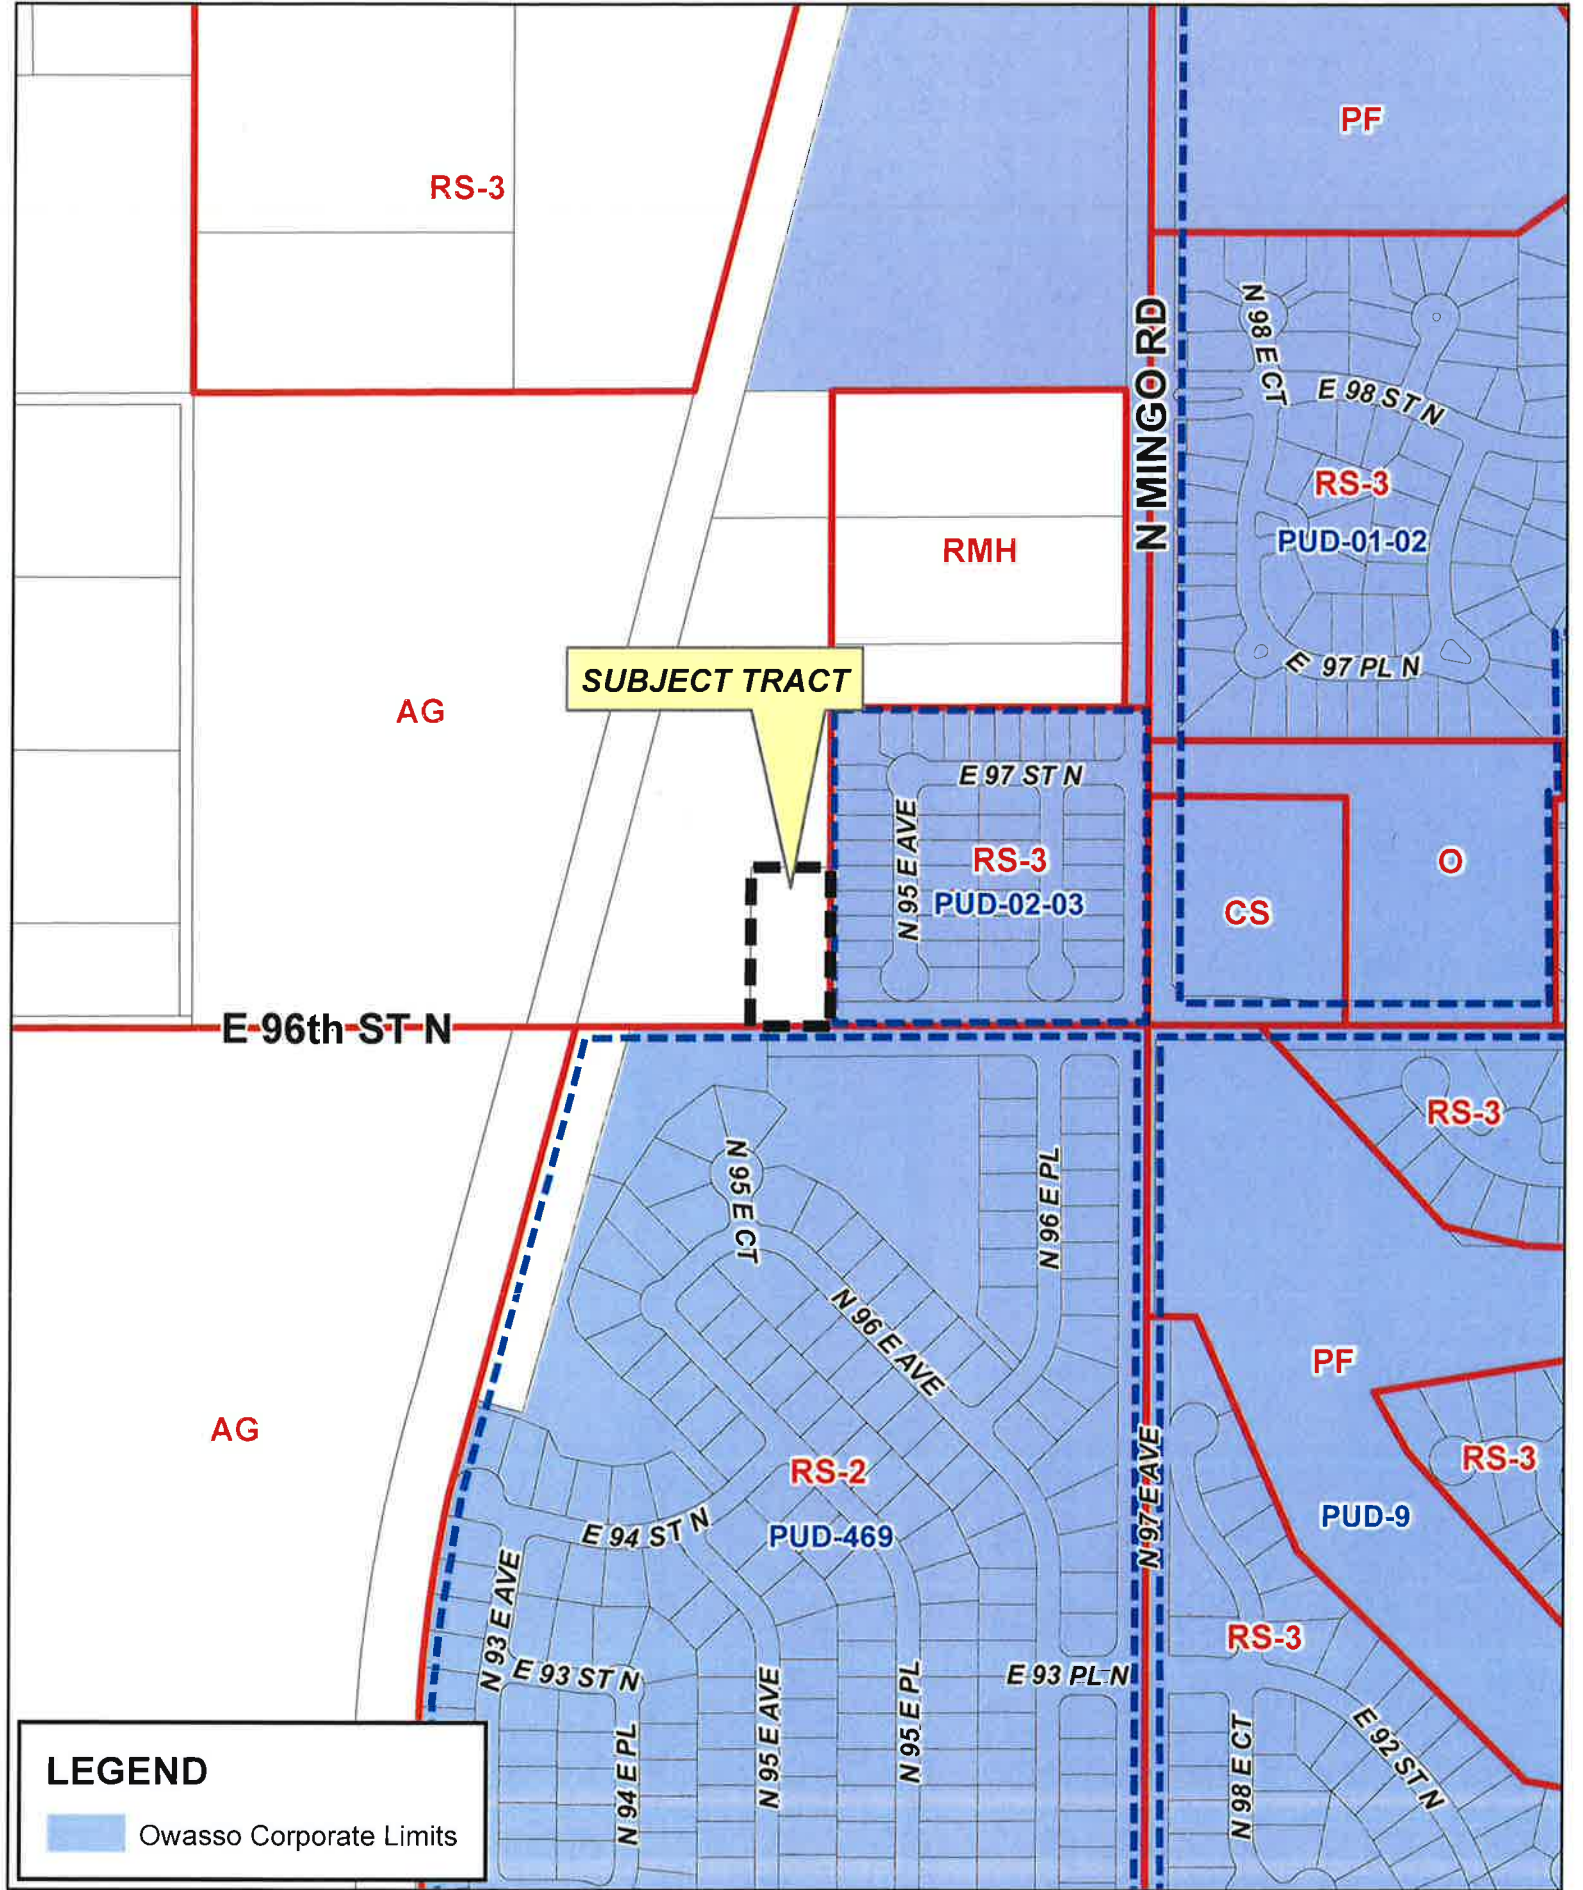 PF
RS-3
N MINGO RD
N 98 E CT
E 98 ST N
RS-3
PUD-01-02
RMH
E 97 PL N
SUBJECT TRACT
AG
E 97 ST N
N 95 E AVE
RS-3
PUD-02-03
O
CS
E 96th ST N
RS-3
N 95 E CT
N 96 E PL
N 96 E AVE
PF
AG
RS-2
PUD-469
N 97 E AVE
RS-3
PUD-9
E 94 ST N
N 93 E AVE
E 93 ST N
N 94 E PL
N 95 E AVE
N 95 E PL
E 93 PL N
RS-3
N 98 E CT
E 92 ST N
LEGEND
Owasso Corporate Limits